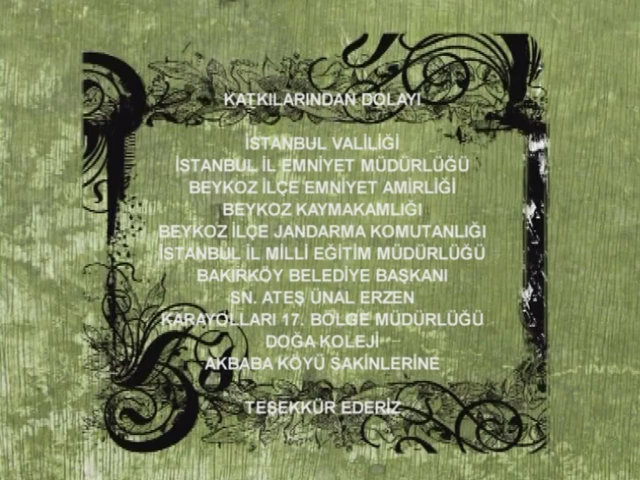 KATKILARINDAN DOLAYI
İSTANBUL VALİLİĞİ
İSTANBUL İL EMNİYET MÜDÜRLÜĞÜ
BEYKOZ İLÇE EMNİYET AMİRLİĞİ
BEYKOZ KAYMAKAMLIĞI
BEYKOZ İLÇE JANDARMA KOMUTANLIĞI
İSTANBUL İL MİLLİ EĞİTİM MÜDÜRLÜĞÜ
BAKIRKÖY BELEDİYE BAŞKANI
SN. ATEŞ ÜNAL ERZEN
KARAYOLLARI 17. BÖLGE MÜDÜRLÜĞÜ
DOĞA KOLEJİ
AKBABA KÖYÜ SAKİNLERİNE
TEŞEKKÜR EDERİZ